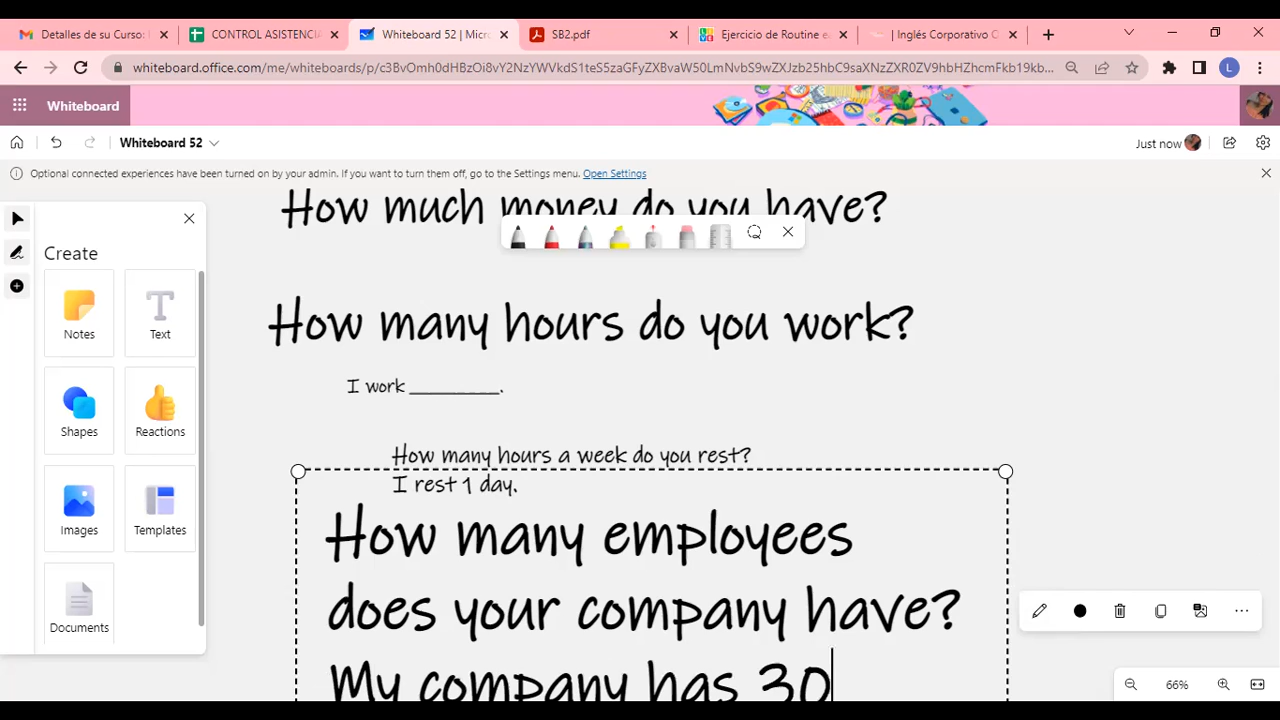 Detalles de su Curso:
CONTROL ASISTENCIA
Whiteboard 52 | Micr
SB2.pdf
Ejercicio de Routine e
| Inglés Corporativo C
whiteboard.office.com/me/whiteboards/p/c3BvOmh0dHBzOi8vY2NzYWVkdS1teS5zaGFyZXBvaW50LmNvbS9wZXJzb25hbC9saXNzZXR0ZV9hbHZhcmFkb19kb...
L
Whiteboard
Whiteboard 52
Just now
Optional connected experiences have been turned on by your admin. If you want to turn them off, go to the Settings menu. Open Settings
How much money do you have?
Create
Notes
Text
Shapes
Reactions
Images
Templates
Documents
How many hours do you work?
I work _________.
How many hours a week do you rest?
I rest 1 day.
How many employees
does your company have?
My company has 30
66%